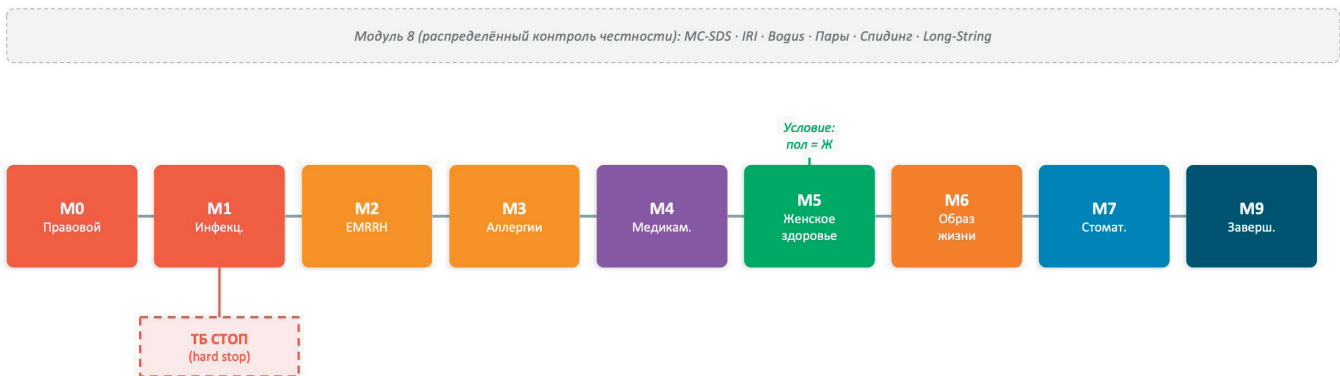 Модуль 8 (распределённый контроль честности): MC-SDS · IRI · Bogus · Пары · Спидинг · Long-String
Условие:
пол = Ж
M0
Правовой
M1
Инфекц.
M2
EMRRH
M3
Аллергии
M4
Медикам.
M5
Женское
здоровье
M6
Образ
жизни
M7
Стомат.
M9
Заверш.
ТБ СТОП
(hard stop)